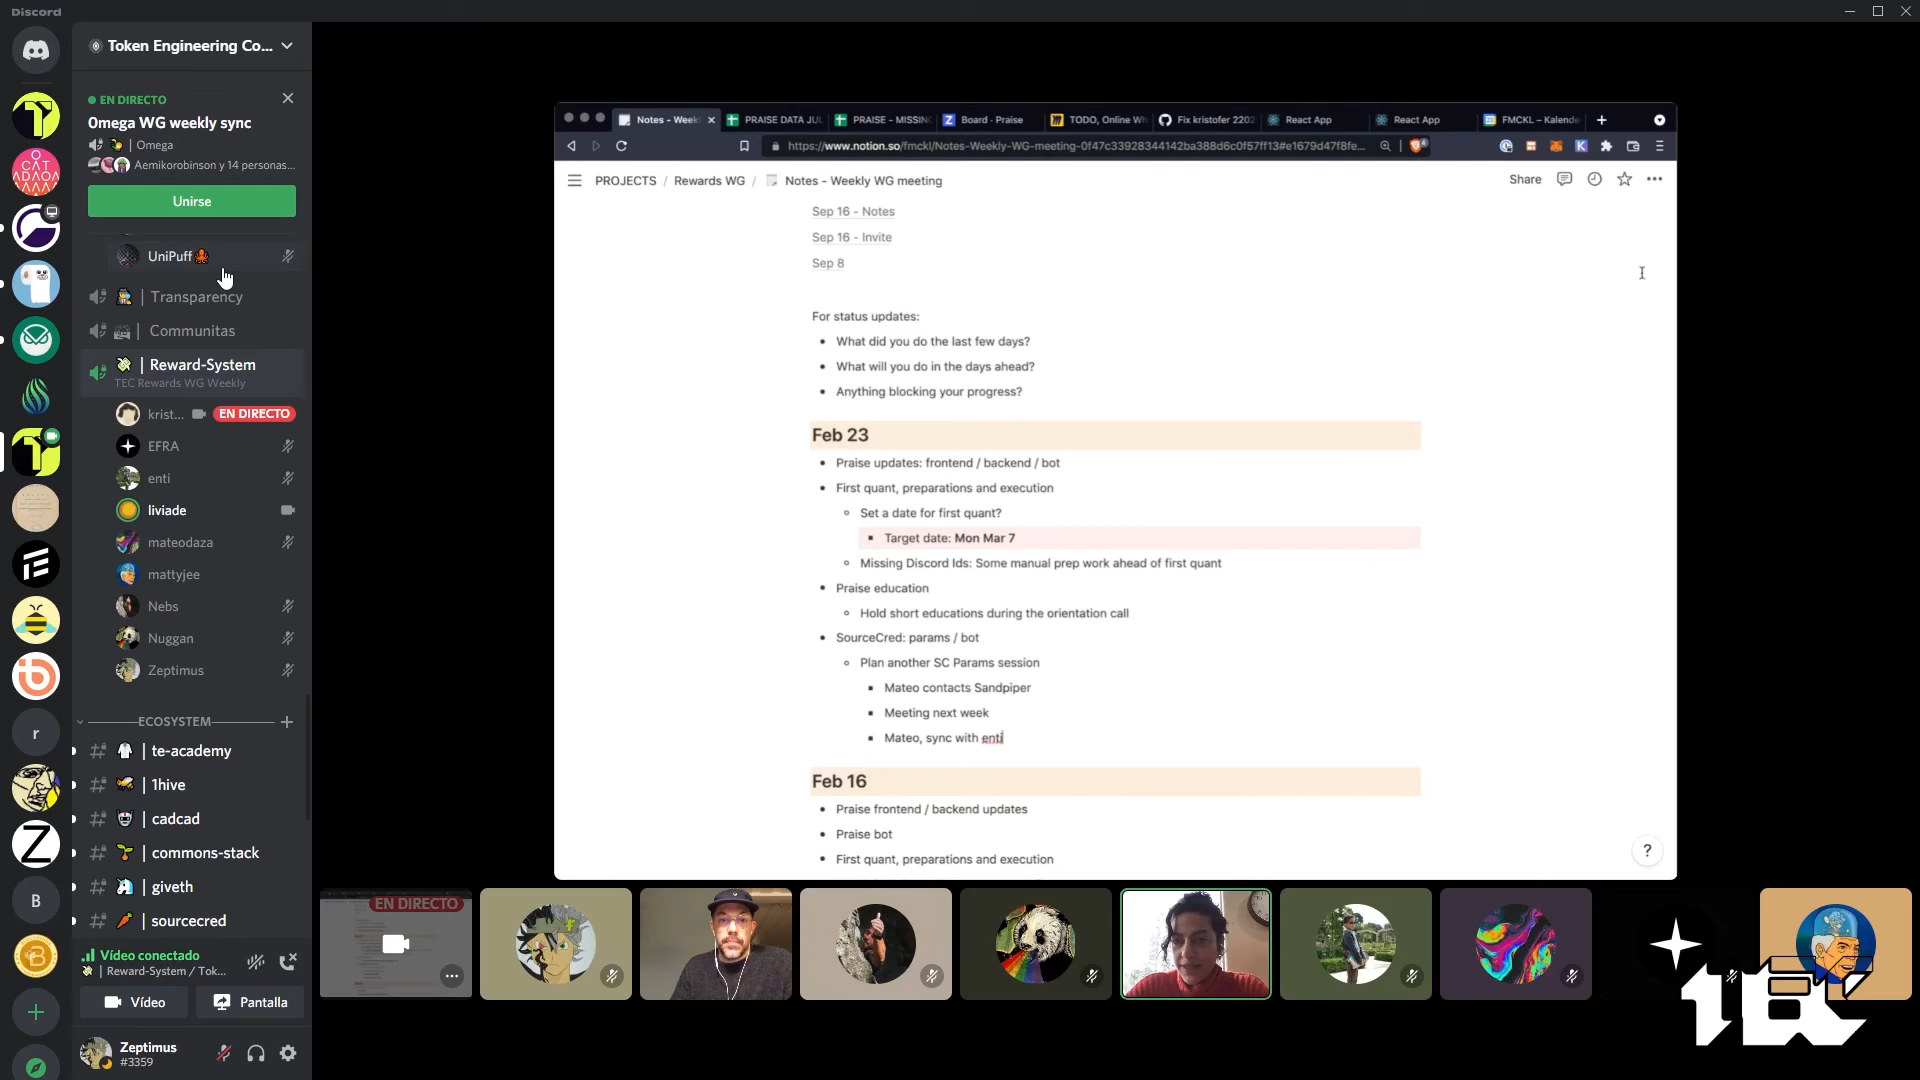 Discord
Token Engineering Co...
EN DIRECTO
Omega WG weekly sync
| Omega
Aemikorobinson y 14 personas...
Unirse
UniPuff
| Transparency
| Communitas
| Reward-System
TEC Rewards WG Weekly
krist... EN DIRECTO
EFRA
enti
liviade
mateodaza
mattyjee
Nebs
Nuggan
Zeptimus
ECOSYSTEM
| te-academy
| 1hive
| cadcad
| commons-stack
| giveth
| sourcecred
r
B
Vídeo conectado
| Reward-System / Tok...
Vídeo
Pantalla
Zeptimus
#3359
Notes - Week
PRAISE DATA JUL
PRAISE - MISSING
Board - Praise
TODO, Online Wh
Fix kristofer 2202
React App
React App
FMCKL – Kalende
https://www.notion.so/fmckl/Notes-Weekly-WG-meeting-0f47c33928344142ba388d6c0f57ff13#e1679d47f8fe...
PROJECTS / Rewards WG / Notes - Weekly WG meeting
Share
Sep 16 - Notes
Sep 16 - Invite
Sep 8
For status updates:
• What did you do the last few days?
• What will you do in the days ahead?
• Anything blocking your progress?
Feb 23
• Praise updates: frontend / backend / bot
• First quant, preparations and execution
◦ Set a date for first quant?
▪ Target date: Mon Mar 7
◦ Missing Discord Ids: Some manual prep work ahead of first quant
• Praise education
◦ Hold short educations during the orientation call
• SourceCred: params / bot
◦ Plan another SC Params session
▪ Mateo contacts Sandpiper
▪ Meeting next week
▪ Mateo, sync with enti
Feb 16
• Praise frontend / backend updates
• Praise bot
• First quant, preparations and execution
?
EN DIRECTO
TEC